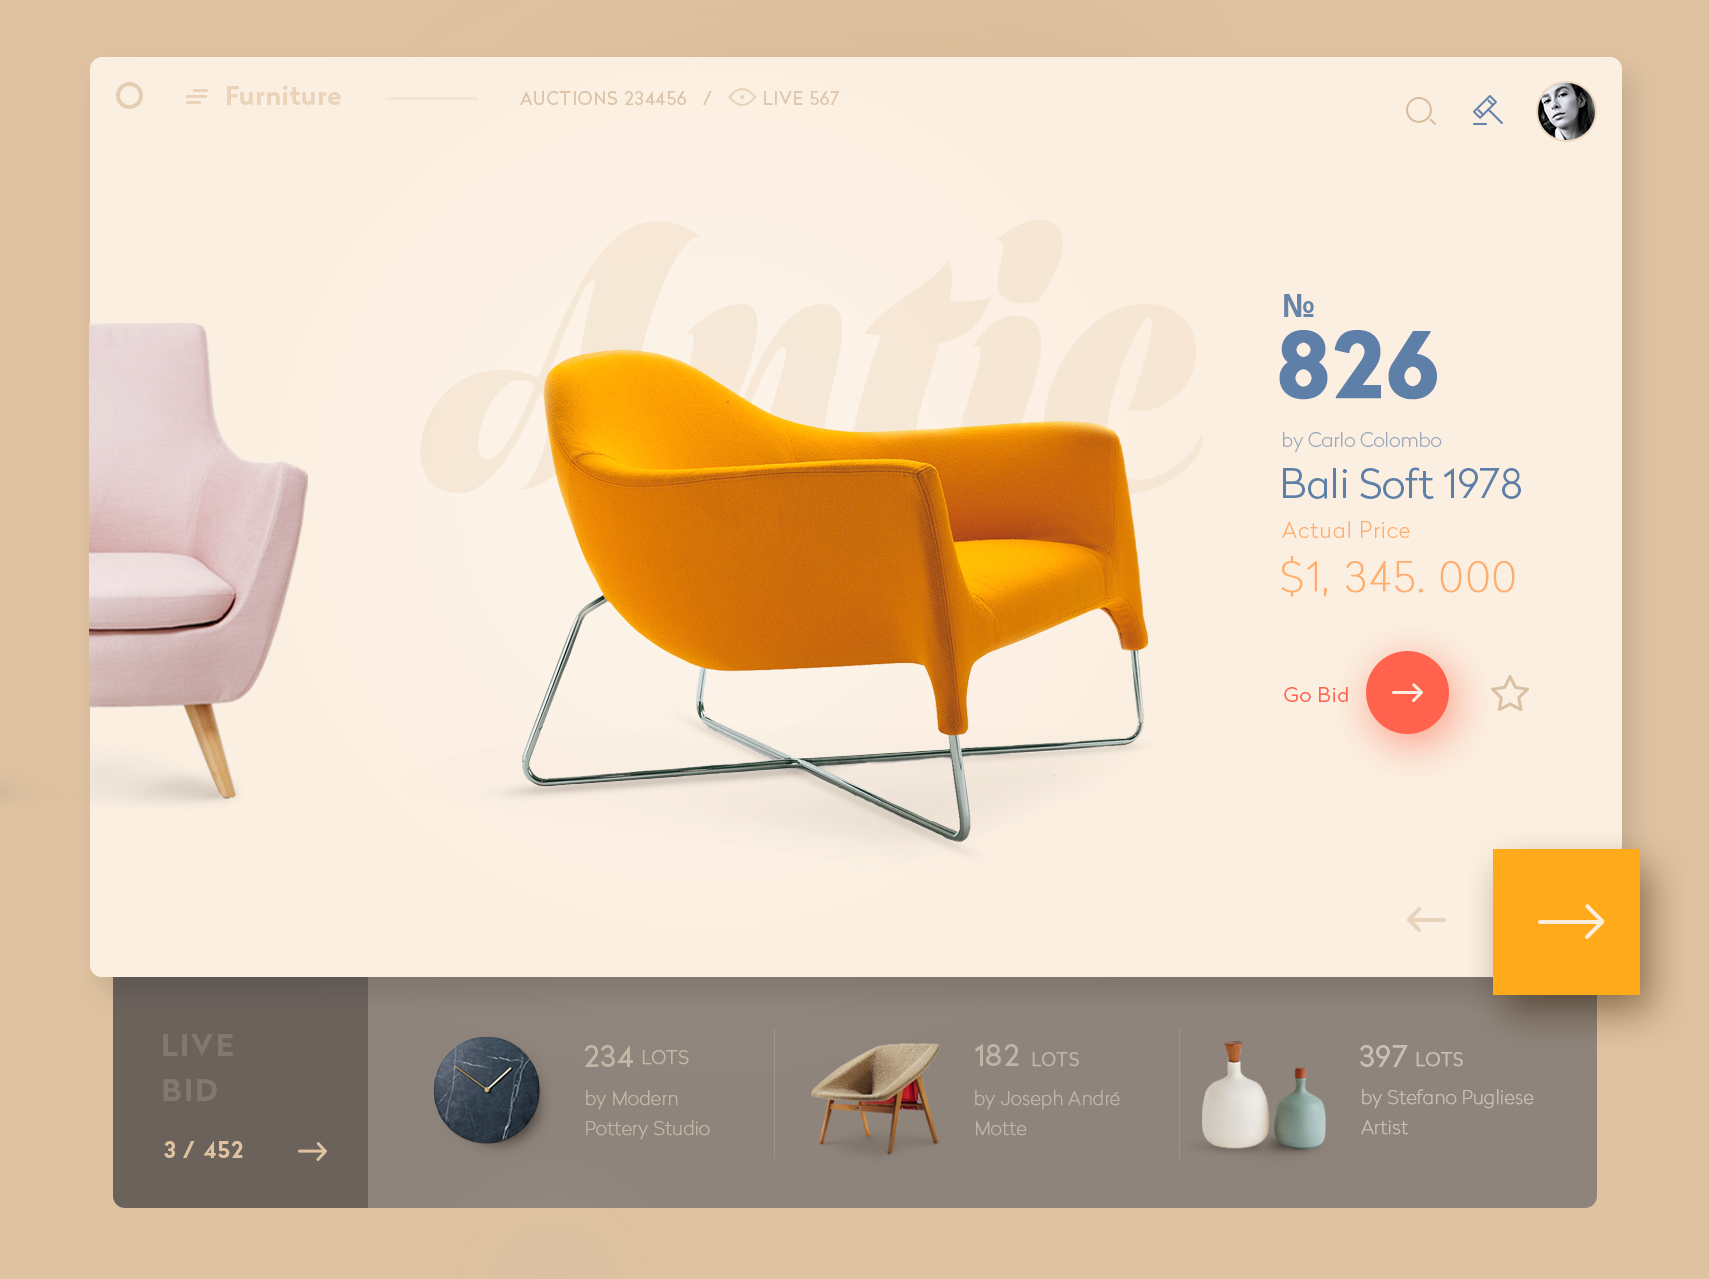 Furniture
AUCTIONS 234456 / LIVE 567
Antic
№
826
by Carlo Colombo
Bali Soft 1978
Actual Price
$1, 345. 000
Go Bid
LIVE
BID
3 / 452
234 LOTS
by Modern
Pottery Studio
182 LOTS
by Joseph André
Motte
397 LOTS
by Stefano Pugliese
Artist